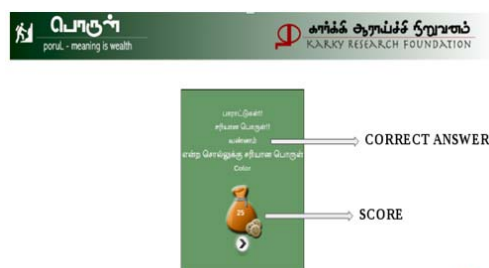 பொருள்
porul - meaning is wealth
கார்க்கி ஆராய்ச்சி நிறுவனம்
KARKY RESEARCH FOUNDATION
பாராட்டுகள்!!
சரியான பொருள்!!
வண்ணம்
என்ற சொல்லுக்கு சரியான பொருள்
Color
CORRECT ANSWER
25
SCORE